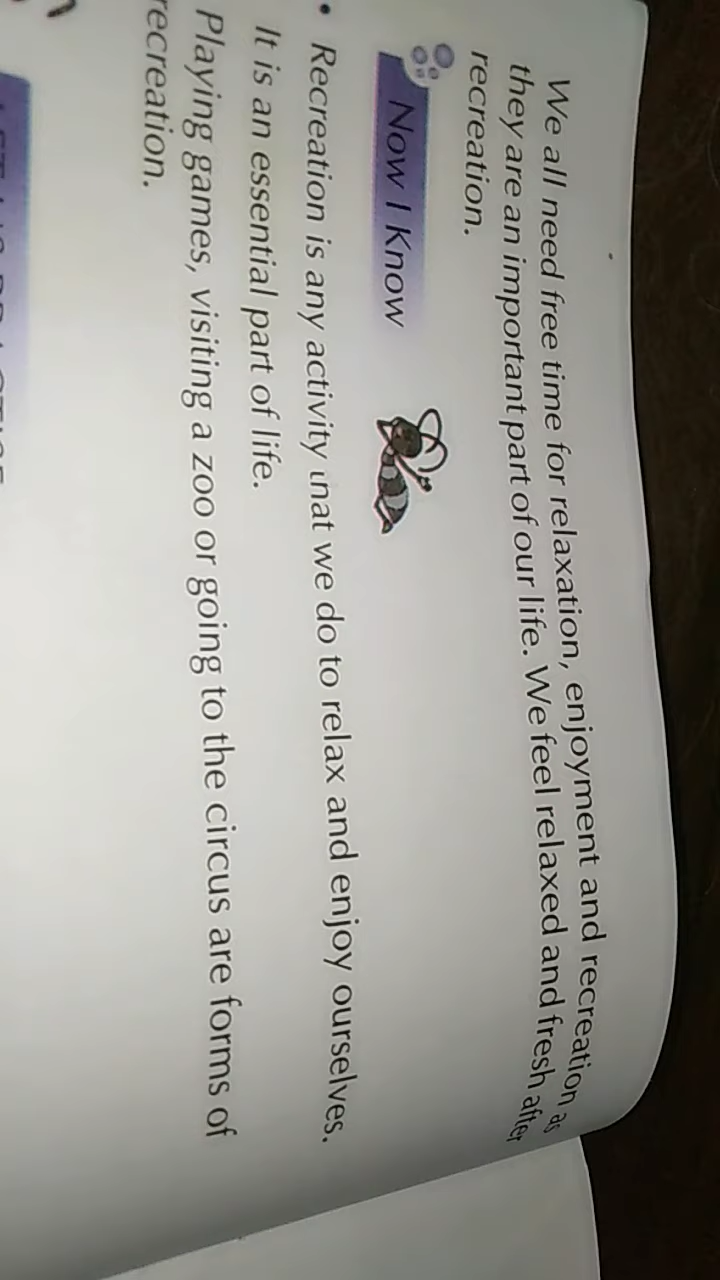 We all need free time for relaxation, enjoyment and recreation as
they are an important part of our life. We feel relaxed and fresh after
recreation.
Now I Know
• Recreation is any activity that we do to relax and enjoy ourselves.
It is an essential part of life.
Playing games, visiting a zoo or going to the circus are forms of
recreation.